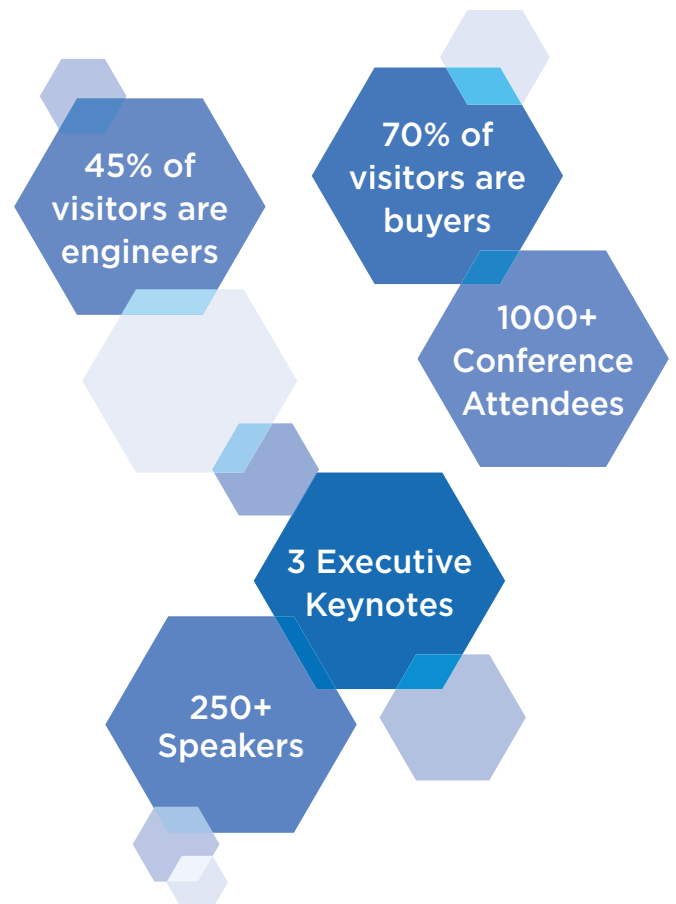 45% of
visitors are
engineers
70% of
visitors are
buyers
1000+
Conference
Attendees
3 Executive
Keynotes
250+
Speakers